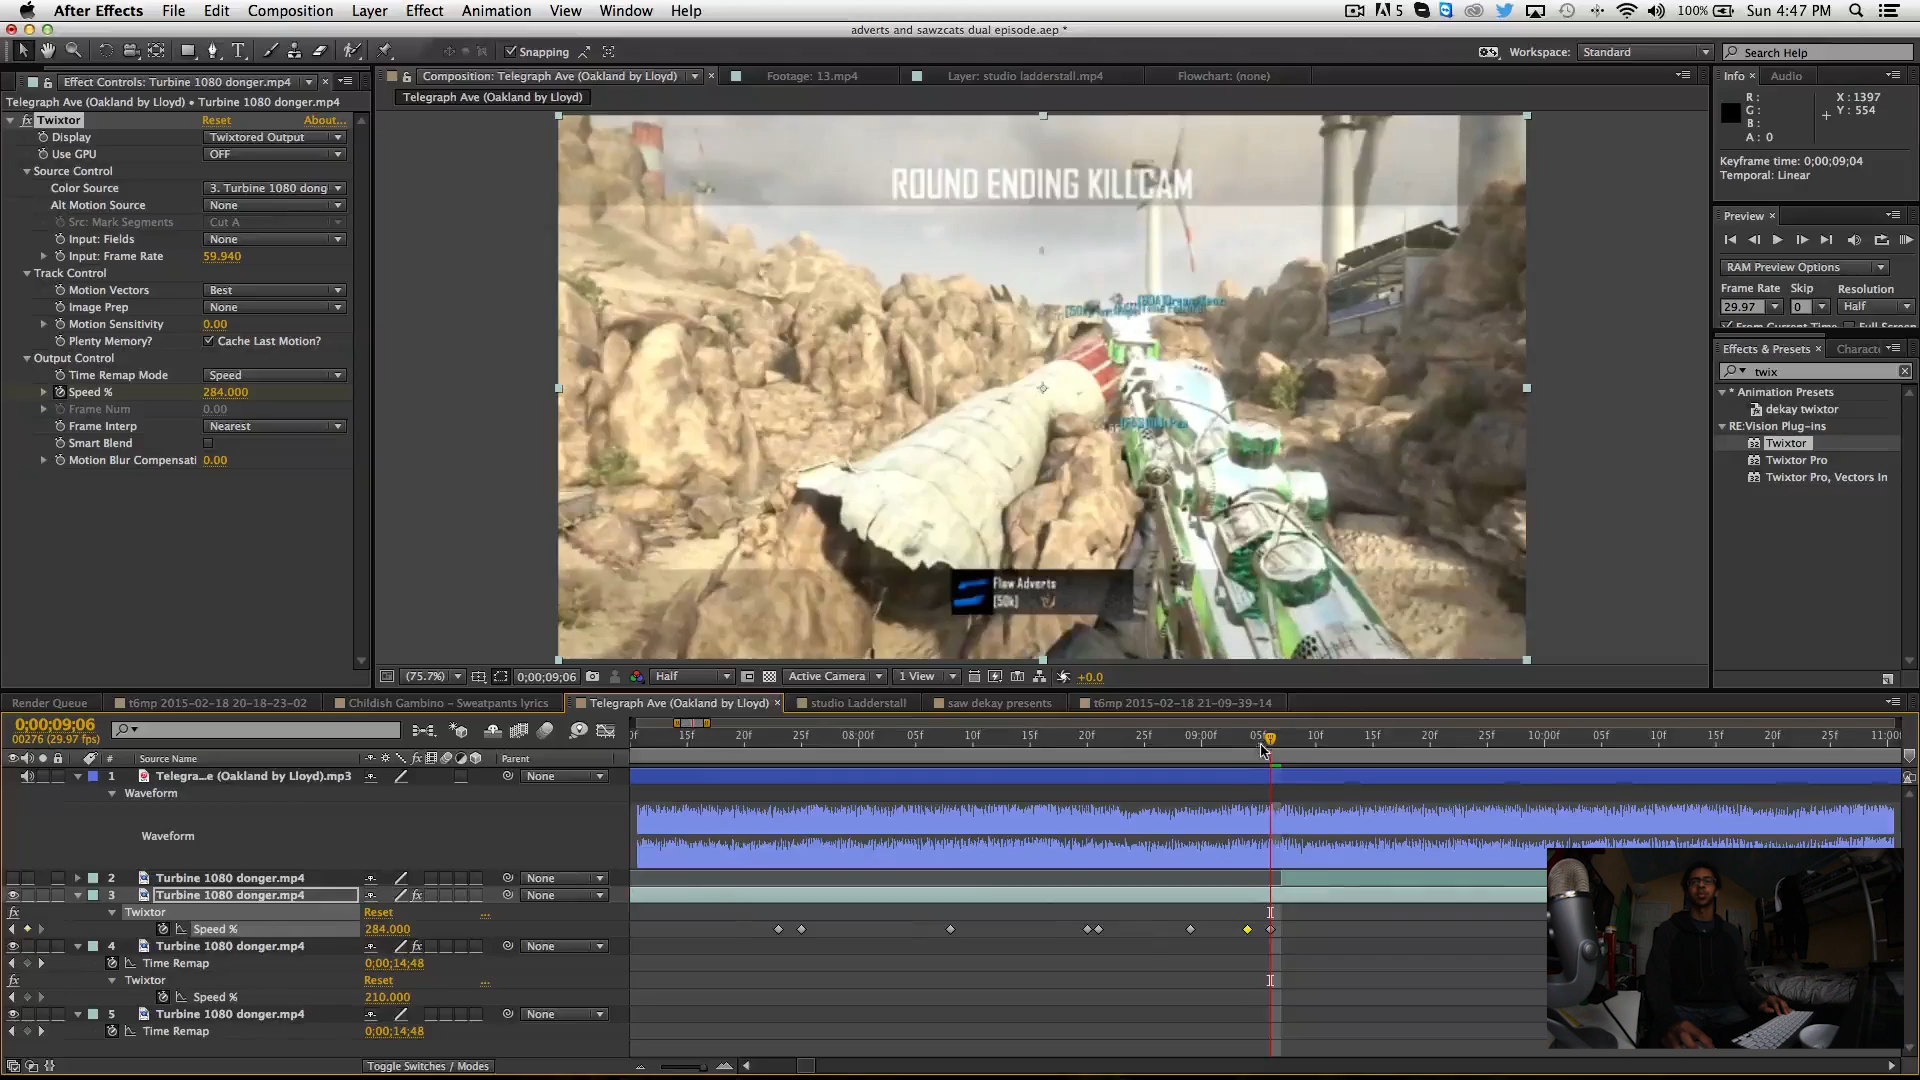 After Effects File Edit Composition Layer Effect Animation View Window Help
5 100% Sun 4:47 PM
adverts and sawzcats dual episode.aep *
Snapping
Workspace: Standard Search Help
Effect Controls: Turbine 1080 donger.mp4
Telegraph Ave (Oakland by Lloyd) • Turbine 1080 donger.mp4
fx Twixtor Reset About...
Display Twixtored Output
Use GPU OFF
Source Control
Color Source 3. Turbine 1080 dong
Alt Motion Source None
Src: Mark Segments Cut A
Input: Fields None
Input: Frame Rate 59.940
Track Control
Motion Vectors Best
Image Prep None
Motion Sensitivity 0.00
Plenty Memory? Cache Last Motion?
Output Control
Time Remap Mode Speed
Speed % 284.000
Frame Num 0.00
Frame Interp Nearest
Smart Blend
Motion Blur Compensati 0.00
Composition: Telegraph Ave (Oakland by Lloyd) Footage: 13.mp4 Layer: studio ladderstall.mp4 Flowchart: (none)
Telegraph Ave (Oakland by Lloyd)
ROUND ENDING KILLCAM
Flaw Adverts
[50k]
(75.7%) 0;00;09;06 Half Active Camera 1 View +0.0
Info Audio
R: X : 1397
G: Y : 554
B:
A : 0
Keyframe time: 0;00;09;04
Temporal: Linear
Preview
RAM Preview Options
Frame Rate Skip Resolution
29.97 0 Half
From Current Time Full Screen
Effects & Presets Characte
twix
* Animation Presets
dekay twixtor
RE:Vision Plug-ins
Twixtor
Twixtor Pro
Twixtor Pro, Vectors In
Render Queue t6mp 2015-02-18 20-18-23-02 Childish Gambino – Sweatpants lyrics Telegraph Ave (Oakland by Lloyd) studio Ladderstall saw dekay presents t6mp 2015-02-18 21-09-39-14
0;00;09;06
00276 (29.97 fps)
0f 15f 20f 25f 08:00f 05f 10f 15f 20f 25f 09:00f 05f 10f 15f 20f 25f 10:00f 05f 10f 15f 20f 25f 11:00f
# Source Name fx Parent
1 Telegra...e (Oakland by Lloyd).mp3 None
Waveform
Waveform
2 Turbine 1080 donger.mp4 None
3 Turbine 1080 donger.mp4 fx None
fx Twixtor Reset ...
Speed % 284.000
4 Turbine 1080 donger.mp4 fx None
Time Remap 0;00;14;48
fx Twixtor Reset ...
Speed % 210.000
5 Turbine 1080 donger.mp4 None
Time Remap 0;00;14;48
Toggle Switches / Modes